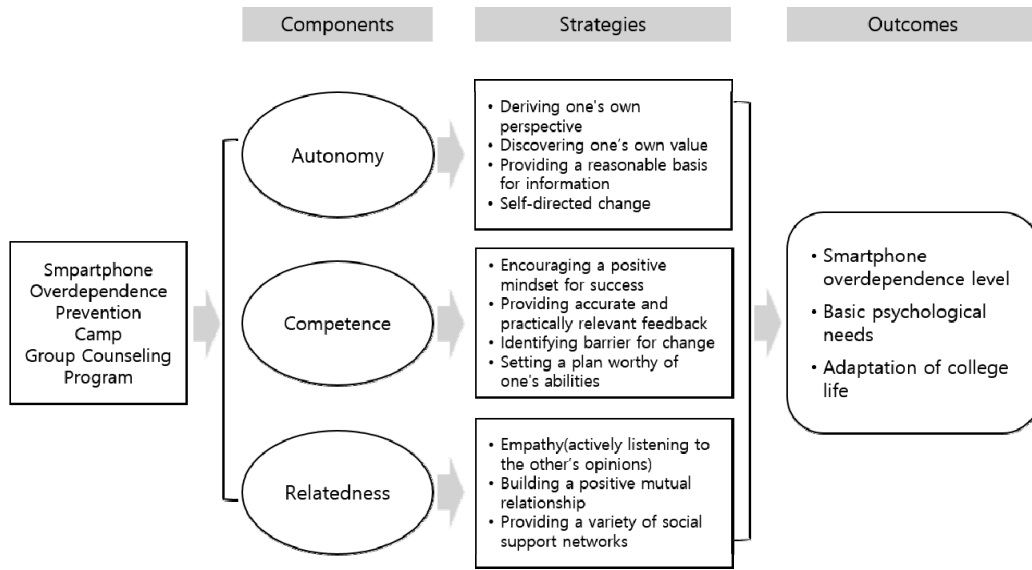 Components
Strategies
Outcomes
Smpartphone
Overdependence
Prevention
Camp
Group Counseling
Program
Autonomy
• Deriving one's own
perspective
• Discovering one's own value
• Providing a reasonable basis
for information
• Self-directed change
Competence
• Encouraging a positive
mindset for success
• Providing accurate and
practically relevant feedback
• Identifying barrier for change
• Setting a plan worthy of
one's abilities
Relatedness
• Empathy(actively listening to
the other's opinions)
• Building a positive mutual
relationship
• Providing a variety of social
support networks
• Smartphone
overdependence level
• Basic psychological
needs
• Adaptation of college
life